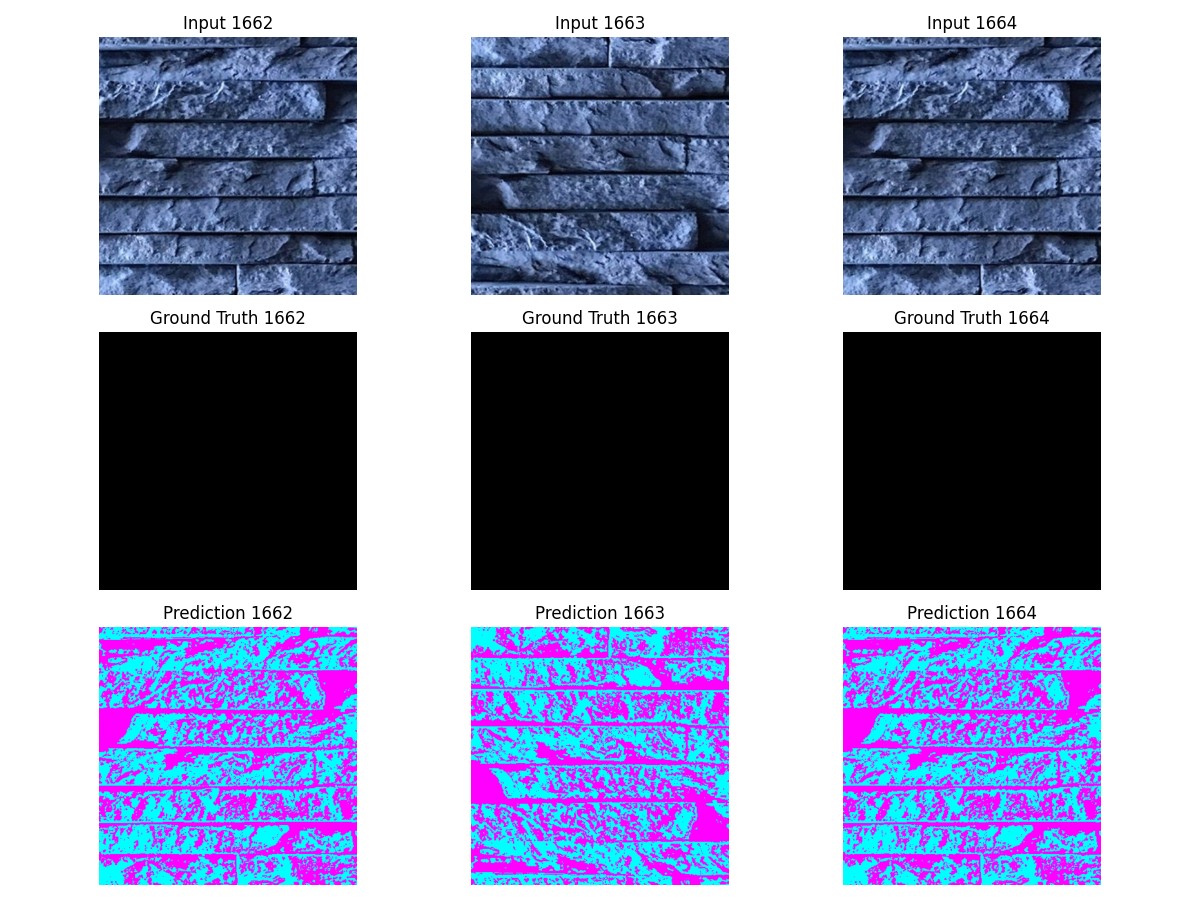 Input 1662
Input 1663
Input 1664
Ground Truth 1662
Ground Truth 1663
Ground Truth 1664
Prediction 1662
Prediction 1663
Prediction 1664